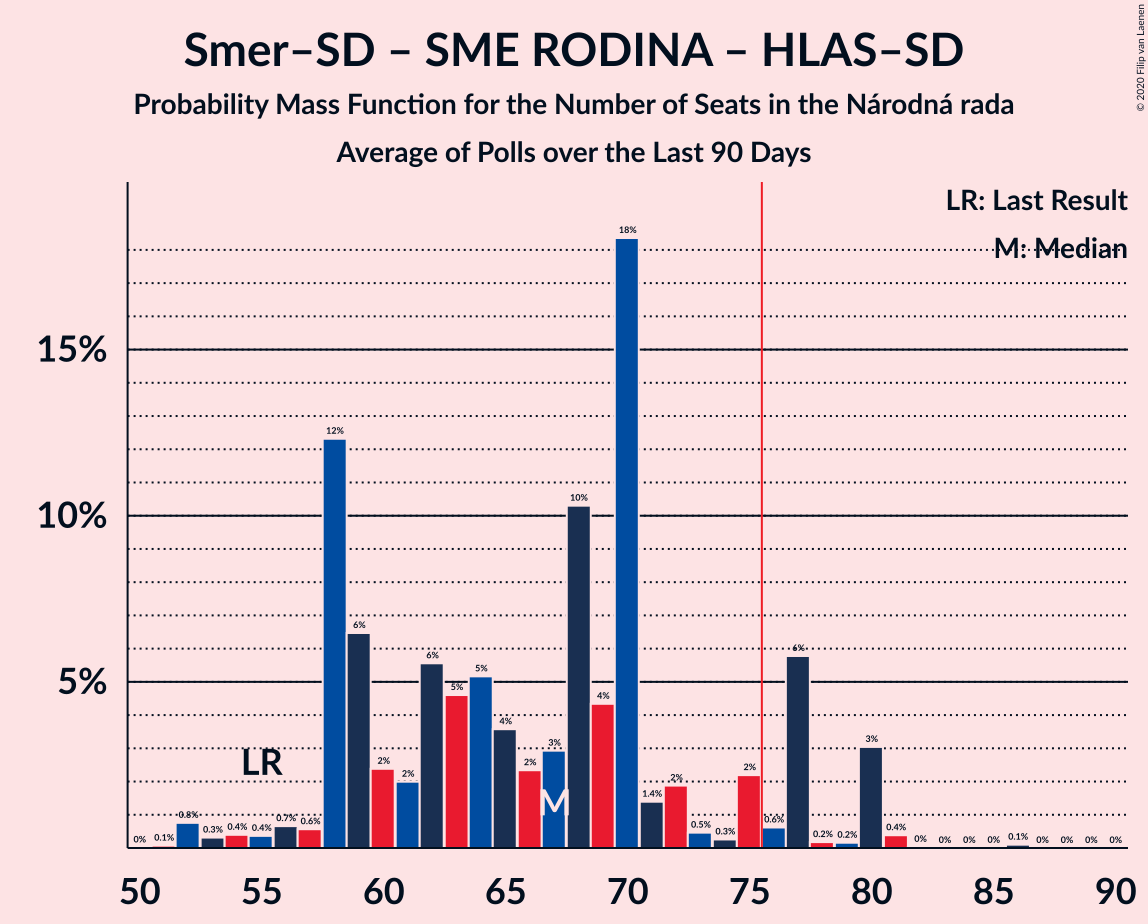 Smer–SD – SME RODINA – HLAS–SD
Probability Mass Function for the Number of Seats in the Národná rada
Average of Polls over the Last 90 Days
© 2020 Filip van Laenen
LR: Last Result
M: Median
15%
10%
5%
LR
M
0% 0.1% 0.8% 0.3% 0.4% 0.4% 0.7% 0.6% 12% 6% 2% 2% 6% 5% 5% 4% 2% 3% 10% 4% 18% 1.4% 2% 0.5% 0.3% 2% 0.6% 6% 0.2% 0.2% 3% 0.4% 0% 0% 0% 0% 0.1% 0% 0% 0% 0%
50 55 60 65 70 75 80 85 90